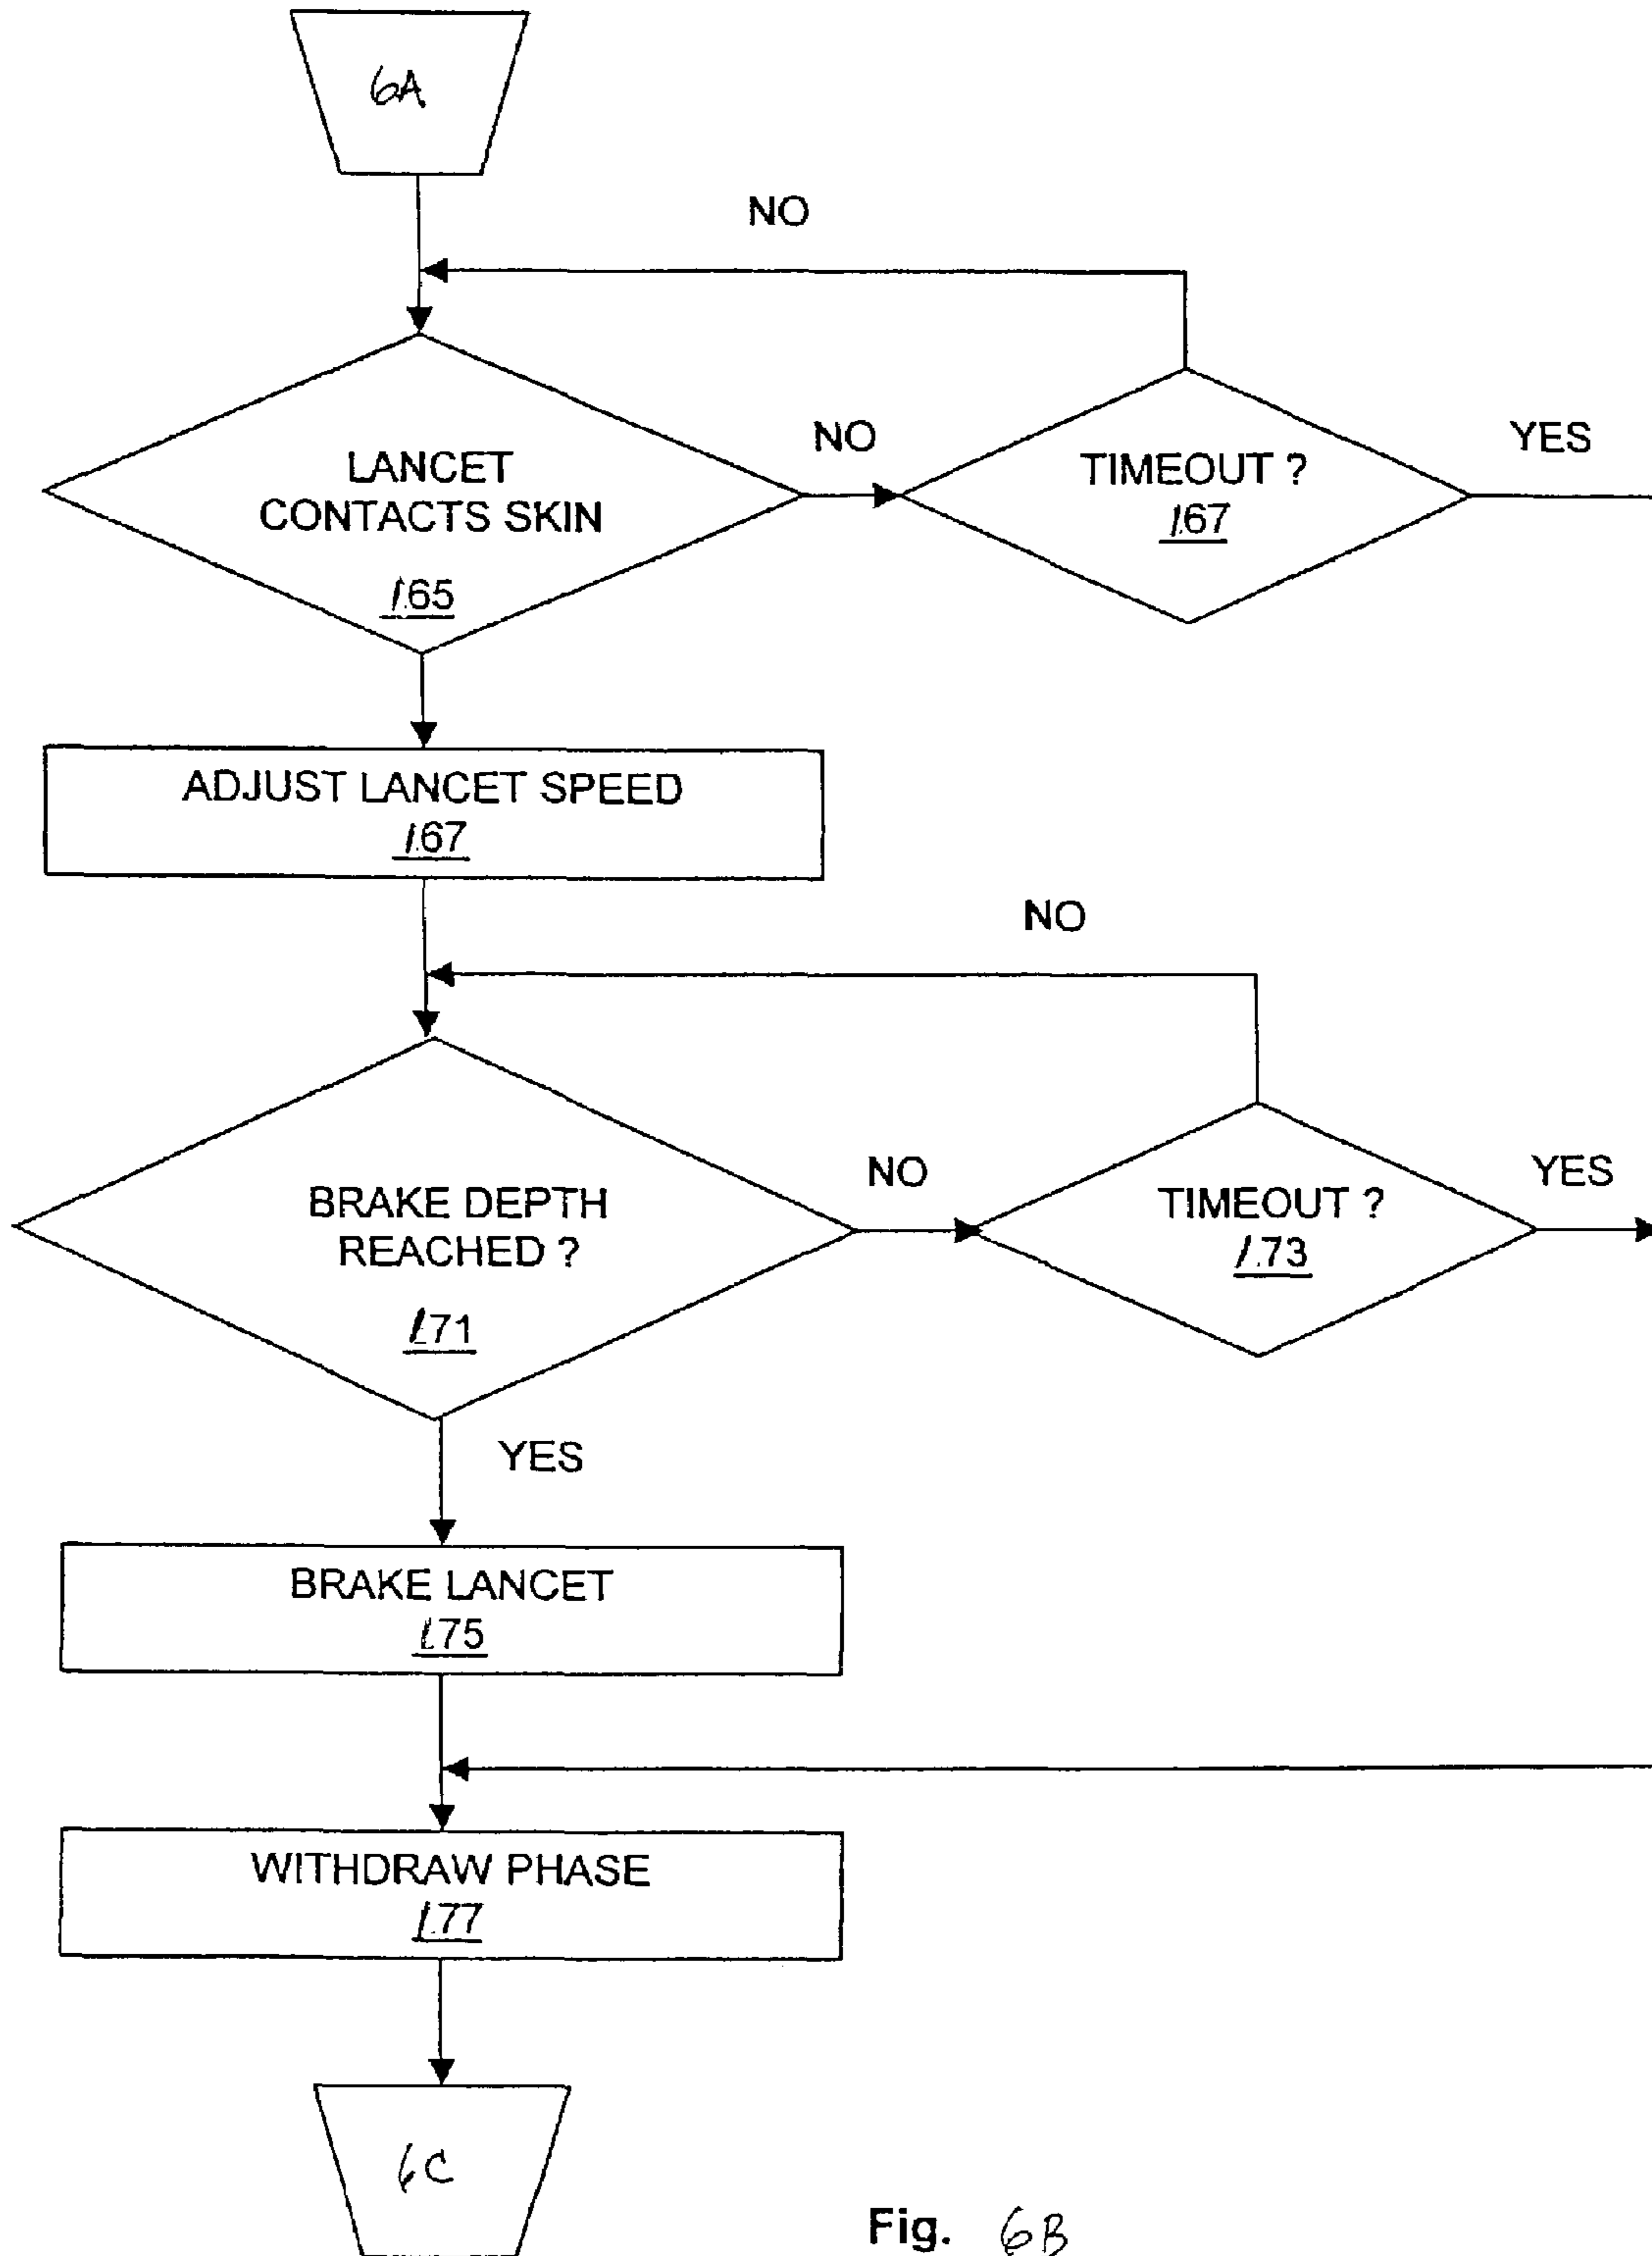 6A
NO
LANCET
CONTACTS SKIN
165
NO
TIMEOUT ?
167
YES
ADJUST LANCET SPEED
167
NO
BRAKE DEPTH
REACHED ?
171
NO
TIMEOUT ?
173
YES
YES
BRAKE LANCET
175
WITHDRAW PHASE
177
6C
Fig. 6B